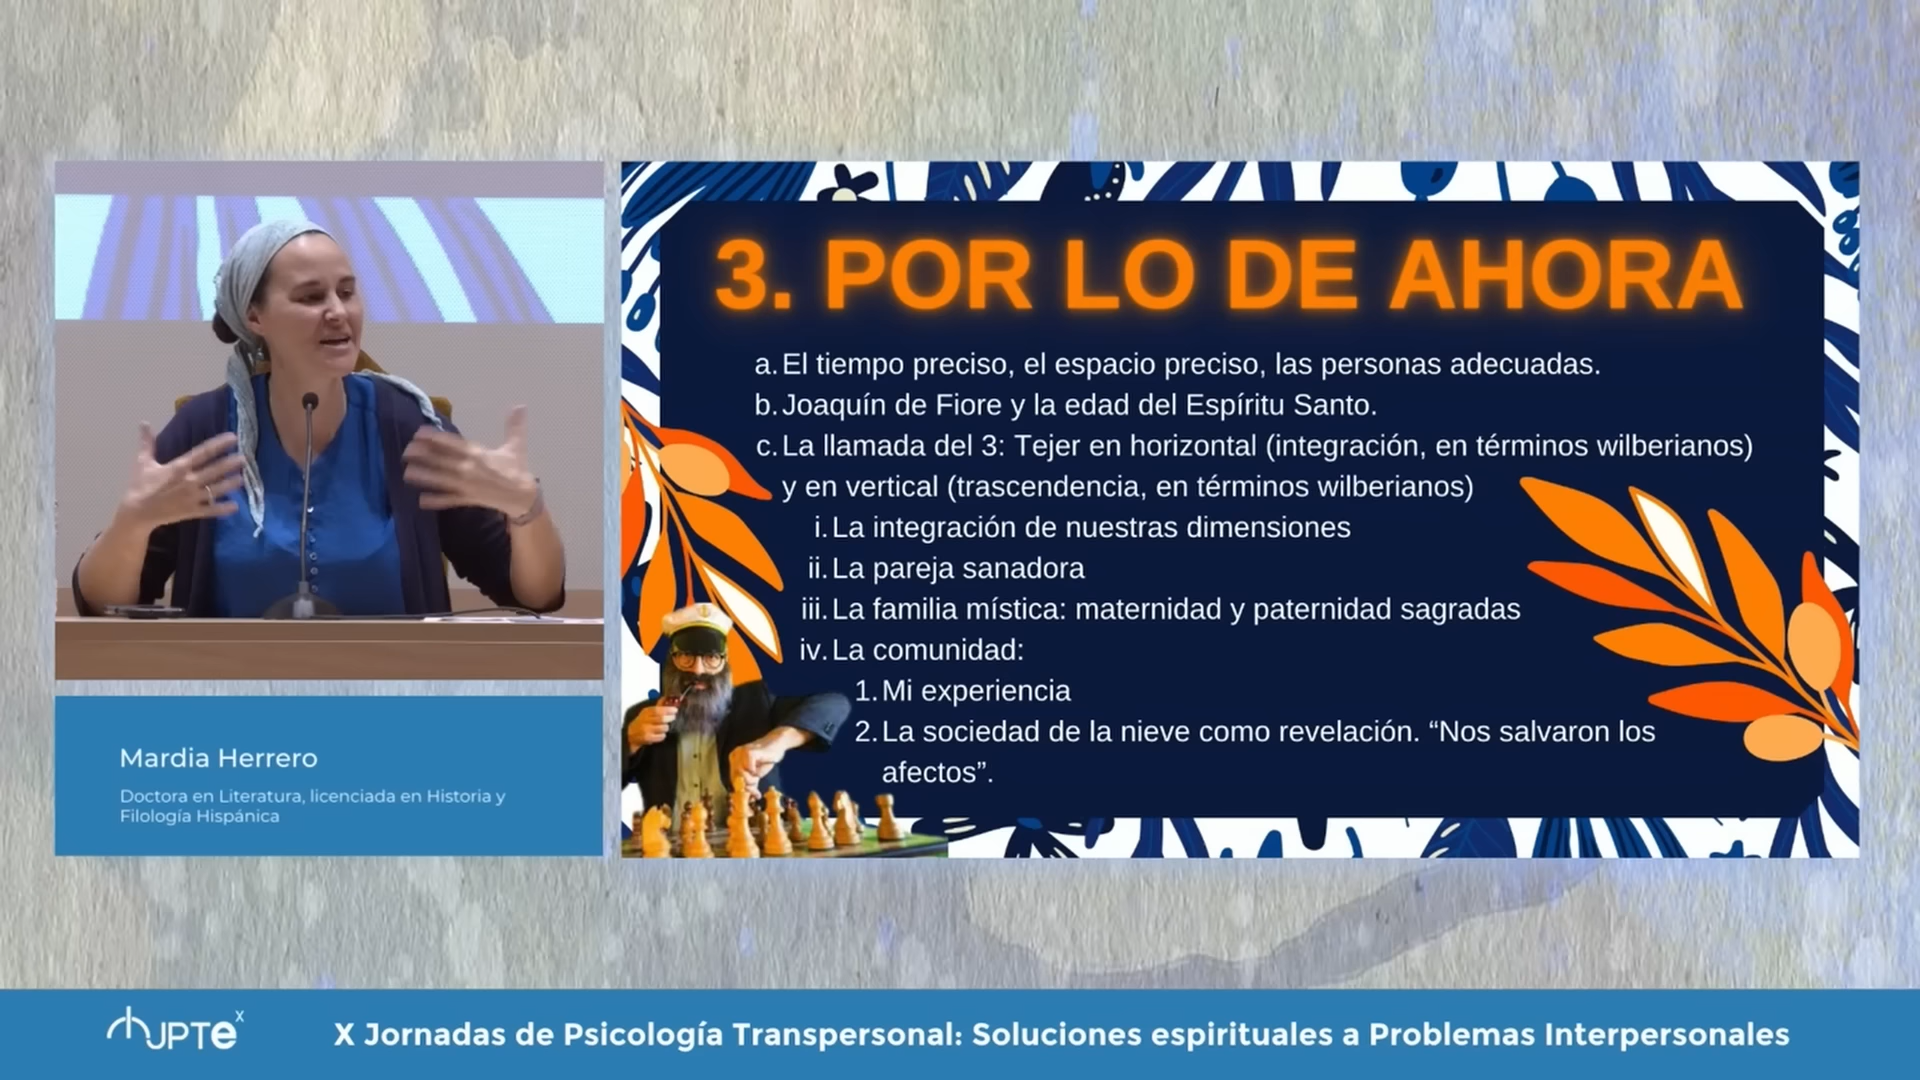 3. POR LO DE AHORA
a. El tiempo preciso, el espacio preciso, las personas adecuadas.
b. Joaquín de Fiore y la edad del Espíritu Santo.
c. La llamada del 3: Tejer en horizontal (integración, en términos wilberianos)
y en vertical (trascendencia, en términos wilberianos)
i. La integración de nuestras dimensiones
ii. La pareja sanadora
iii. La familia mística: maternidad y paternidad sagradas
iv. La comunidad:
1. Mi experiencia
2. La sociedad de la nieve como revelación. “Nos salvaron los
afectos”.
Mardia Herrero
Doctora en Literatura, licenciada en Historia y
Filología Hispánica
JPTe x
X Jornadas de Psicología Transpersonal: Soluciones espirituales a Problemas Interpersonales